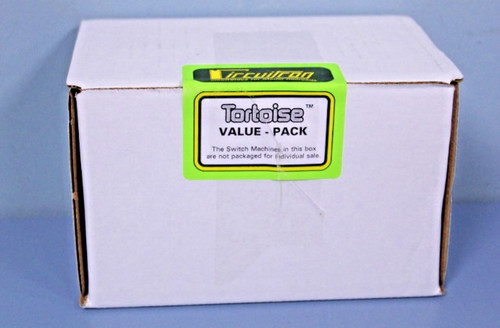 Circuitron
Tortoise™
VALUE - PACK
The Switch Machines in this box
are not packaged for individual sale.